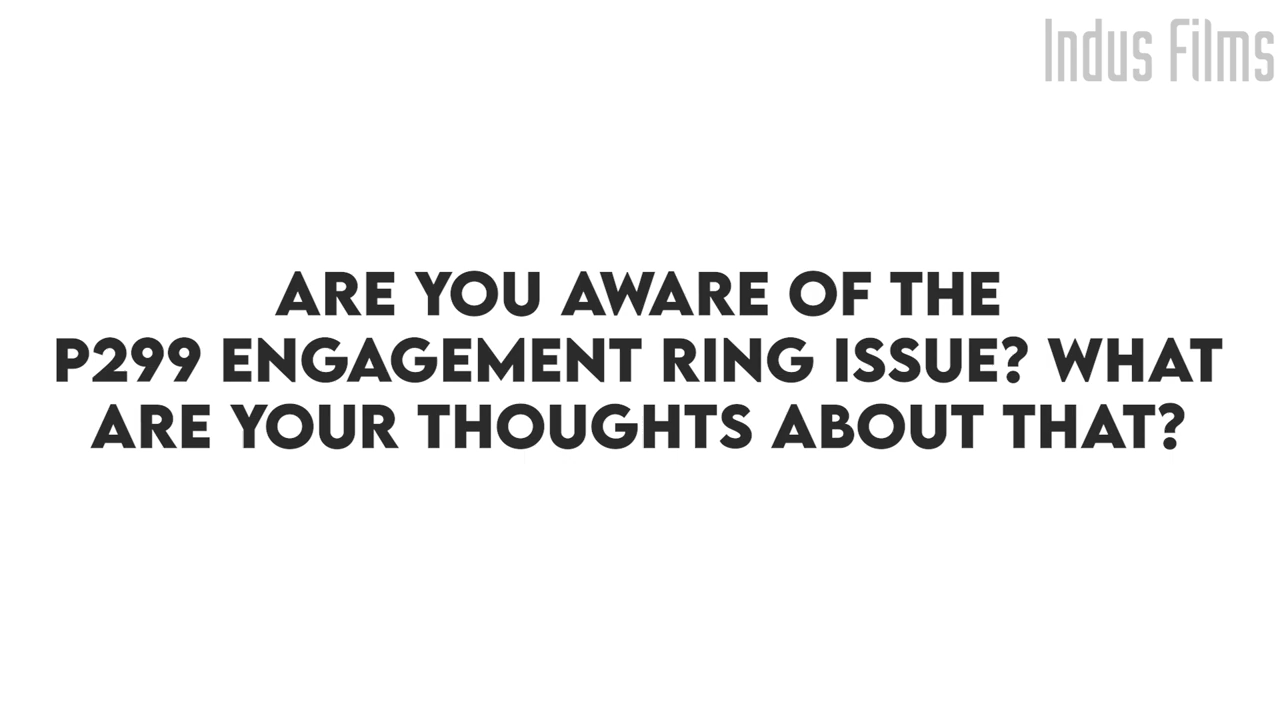 Indus Films
ARE YOU AWARE OF THE
P299 ENGAGEMENT RING ISSUE? WHAT
ARE YOUR THOUGHTS ABOUT THAT?